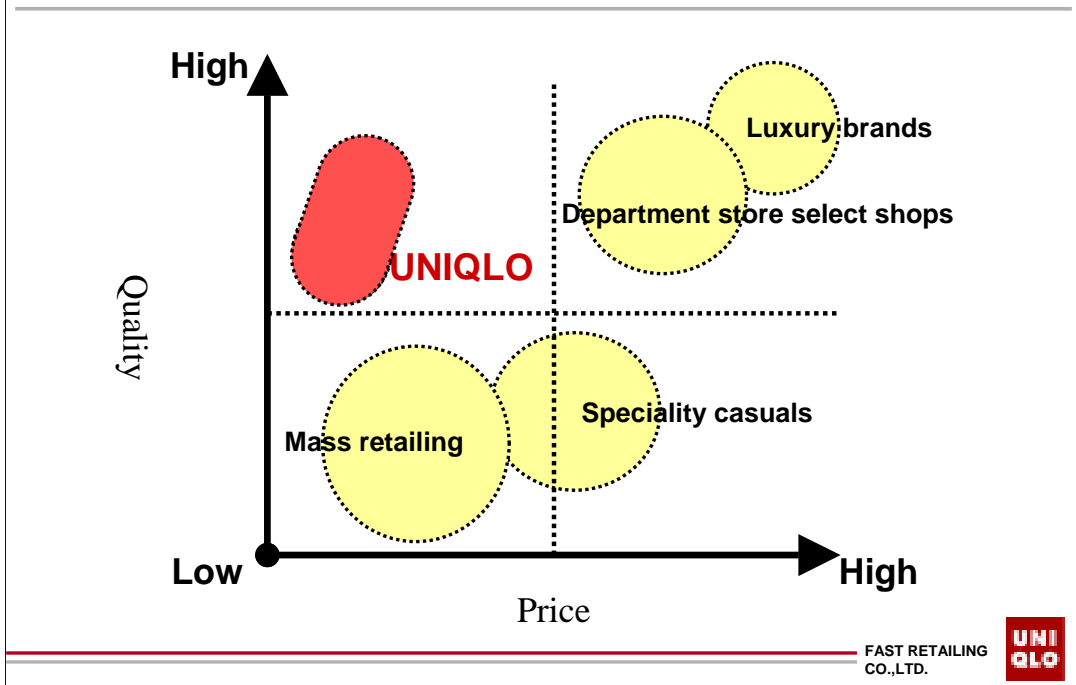 High
Luxury brands
Department store select shops
UNIQLO
Quality
Speciality casuals
Mass retailing
Low
High
Price
FAST RETAILING
CO.,LTD.
UNI
QLO